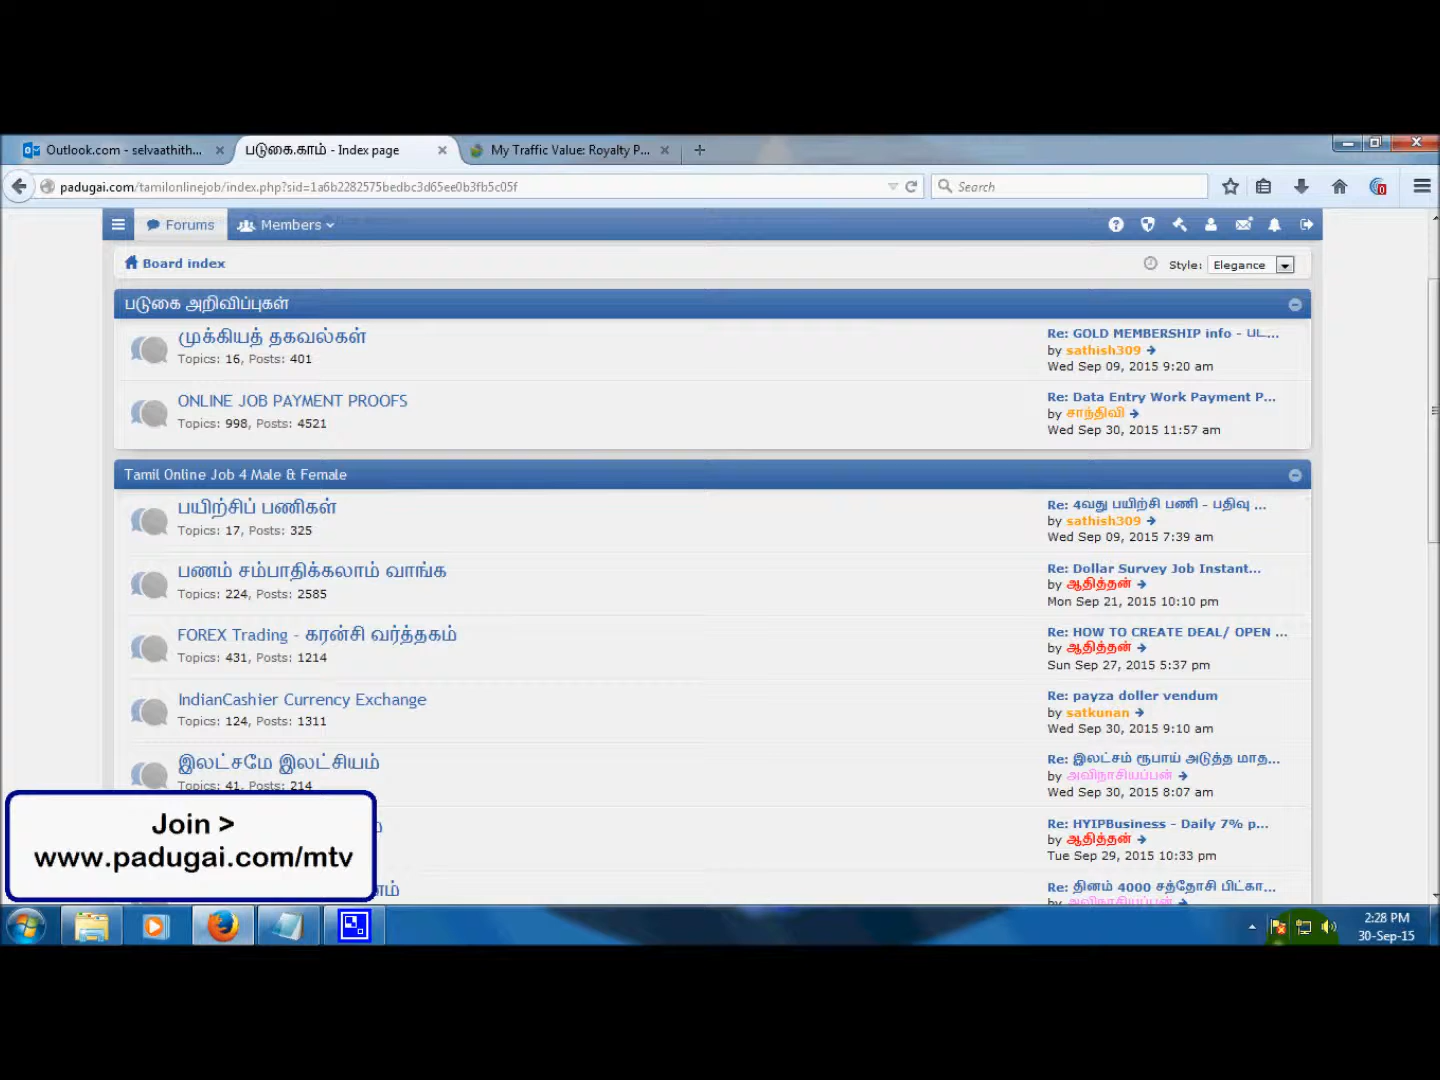 Outlook.com - selvaathith...
படுகை.காம் - Index page
My Traffic Value: Royalty P...
padugai.com/tamilonlinejob/index.php?sid=1a6b2282575bedbc3d65ee0b3fb5c05f
Search
Forums
Members
Board index
Style: Elegance
படுகை அறிவிப்புகள்
முக்கியத் தகவல்கள்
Topics: 16, Posts: 401
Re: GOLD MEMBERSHIP info - பட...
by sathish309
Wed Sep 09, 2015 9:20 am
ONLINE JOB PAYMENT PROOFS
Topics: 998, Posts: 4521
Re: Data Entry Work Payment P...
by சாந்திவி
Wed Sep 30, 2015 11:57 am
Tamil Online Job 4 Male & Female
பயிற்சிப் பணிகள்
Topics: 17, Posts: 325
Re: 4வது பயிற்சி பணி - பதிவு ...
by sathish309
Wed Sep 09, 2015 7:39 am
பணம் சம்பாதிக்கலாம் வாங்க
Topics: 224, Posts: 2585
Re: Dollar Survey Job Instant...
by ஆதித்தன்
Mon Sep 21, 2015 10:10 pm
FOREX Trading - கரன்சி வர்த்தகம்
Topics: 431, Posts: 1214
Re: HOW TO CREATE DEAL/ OPEN ...
by ஆதித்தன்
Sun Sep 27, 2015 5:37 pm
IndianCashier Currency Exchange
Topics: 124, Posts: 1311
Re: payza doller vendum
by satkunan
Wed Sep 30, 2015 9:10 am
இலட்சமே இலட்சியம்
Topics: 41, Posts: 214
Re: இலட்சம் ரூபாய் அடுத்த மாத...
by அவிநாசியப்பன்
Wed Sep 30, 2015 8:07 am
Re: HYIPBusiness - Daily 7% p...
by ஆதித்தன்
Tue Sep 29, 2015 10:33 pm
Re: தினம் 4000 சத்தோசி பிட்கா...
by அவிநாசியப்பன்
Join >
www.padugai.com/mtv
2:28 PM
30-Sep-15